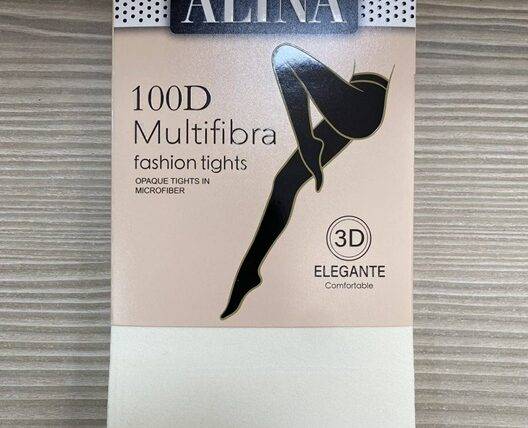 ALINA
100D
Multifibra
fashion tights
OPAQUE TIGHTS IN
MICROFIBER
3D
ELEGANTE
Comfortable